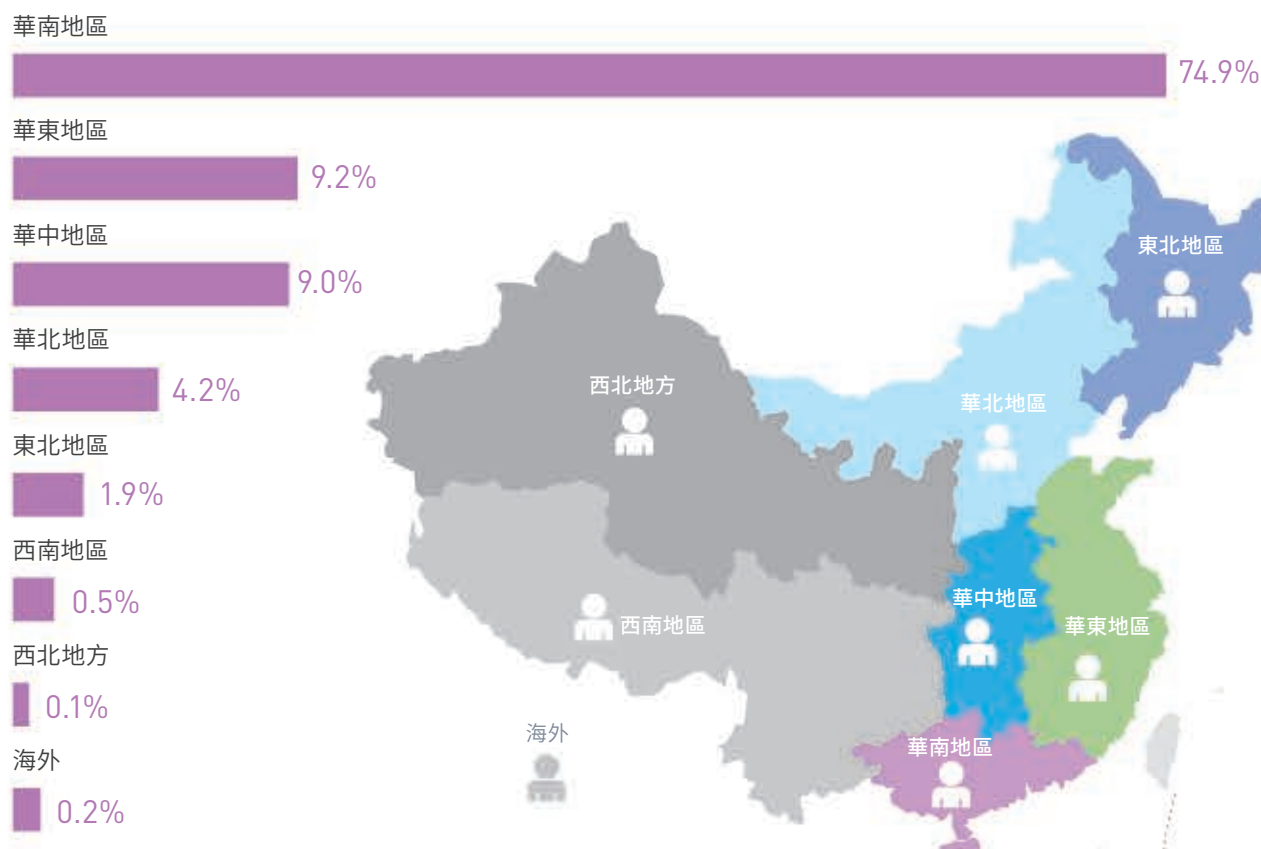 華南地區
74.9%
華東地區
9.2%
華中地區
9.0%
華北地區
4.2%
東北地區
1.9%
西南地區
0.5%
西北地方
0.1%
海外
0.2%
東北地區
西北地方
華北地區
華中地區
西南地區
華東地區
海外
華南地區